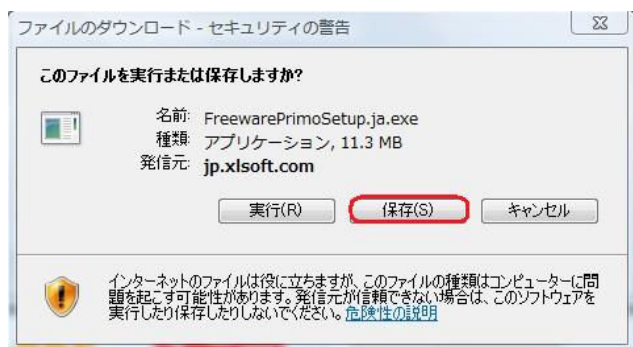 ファイルのダウンロード - セキュリティの警告
このファイルを実行または保存しますか?
名前: FreewarePrimoSetup.ja.exe
種類: アプリケーション, 11.3 MB
発信元: jp.xlsoft.com
実行(R) 保存(S) キャンセル
インターネットのファイルは役に立ちますが、このファイルの種類はコンピューターに問
題を起こす可能性があります。発信元が信頼できない場合は、このソフトウェアを
実行したり保存したりしないでください。危険性の説明